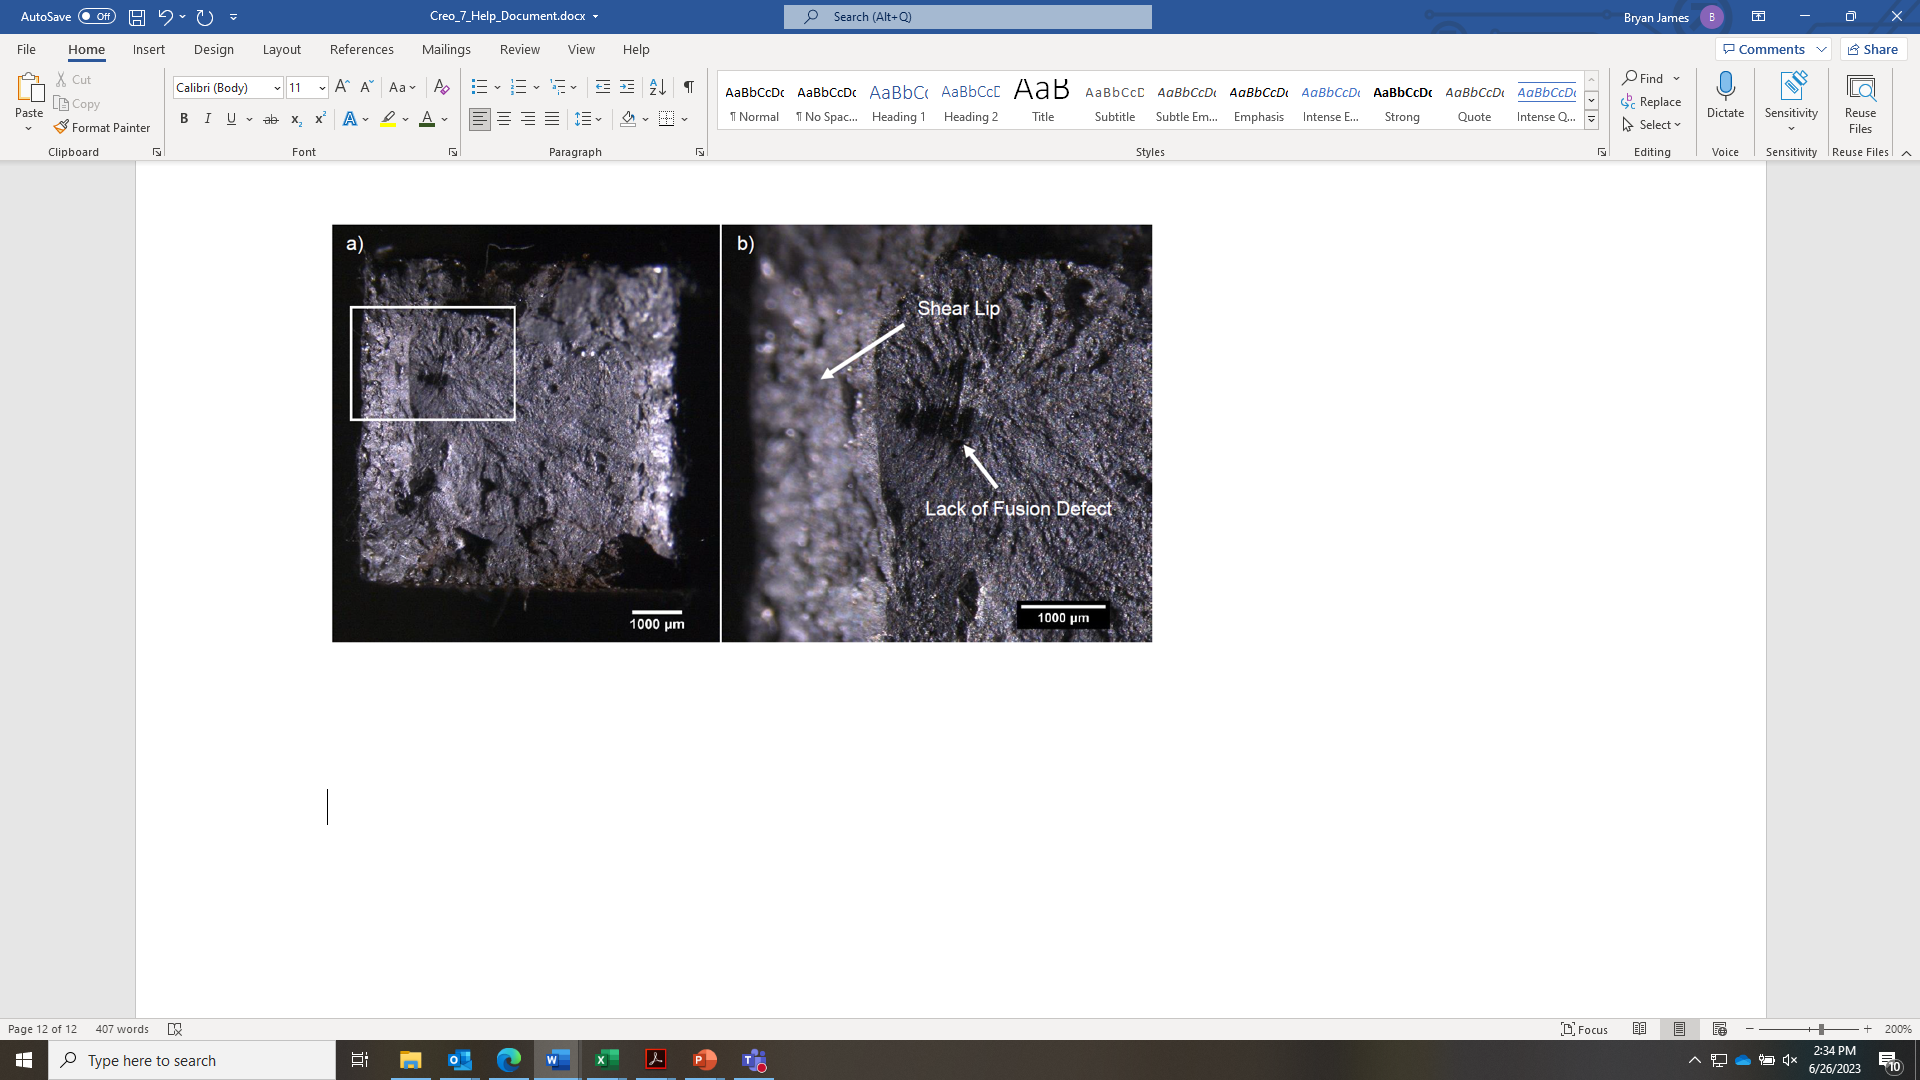 AutoSave Off
Creo_7_Help_Document.docx
Search (Alt+Q)
Bryan James
B
File Home Insert Design Layout References Mailings Review View Help
Comments Share
Paste
Cut
Copy
Format Painter
Clipboard
Calibri (Body) 11
Font
Paragraph
AaBbCcDc AaBbCcDc AaBbCc AaBbCcD AaB AaBbCcD AaBbCcDc AaBbCcDc AaBbCcDc AaBbCcDc AaBbCcDc AaBbCcDc
¶ Normal ¶ No Spac... Heading 1 Heading 2 Title Subtitle Subtle Em... Emphasis Intense E... Strong Quote Intense Q...
Styles
Find
Replace
Select
Editing
Dictate
Voice
Sensitivity
Sensitivity
Reuse
Files
Reuse Files
a)
1000 µm
b)
Shear Lip
Lack of Fusion Defect
1000 µm
Page 12 of 12 407 words
Focus
200%
Type here to search
2:34 PM
6/26/2023
10